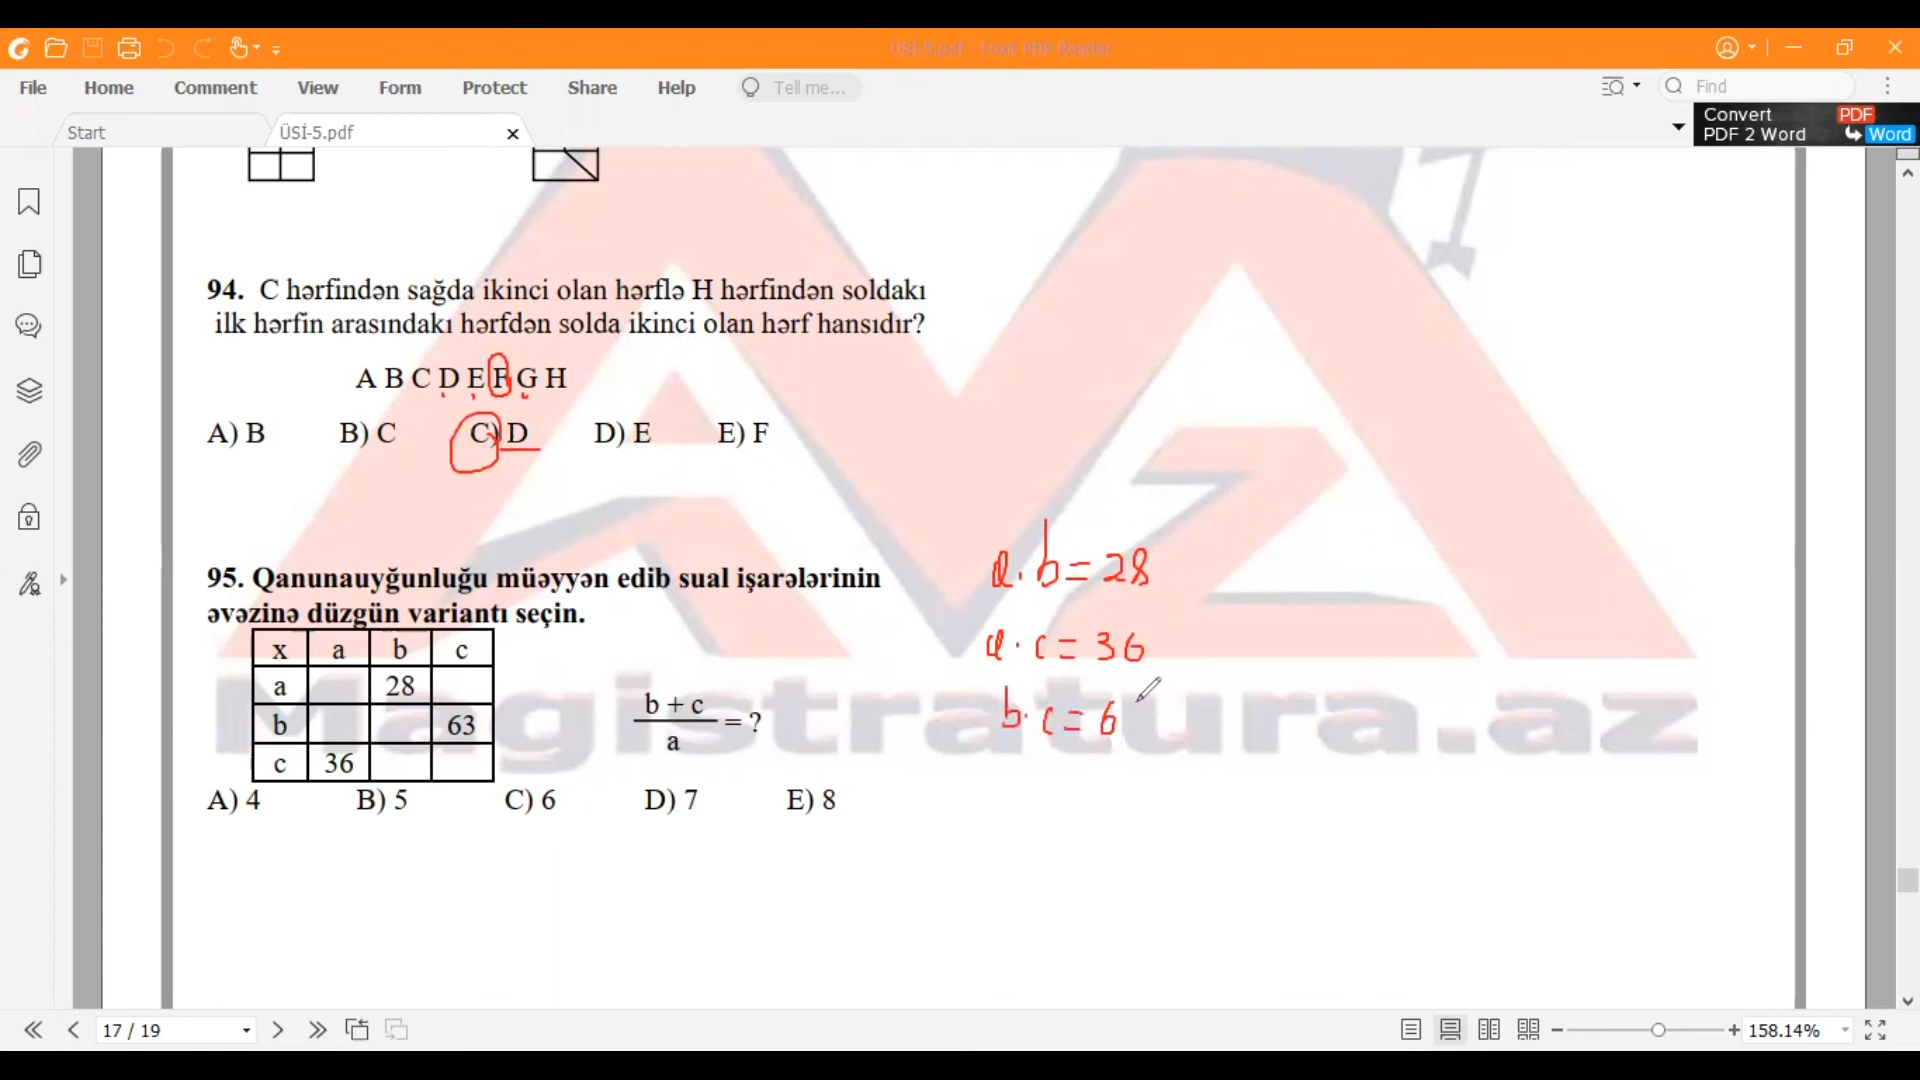 ÜSİ-5.pdf - Foxit PDF Reader
File Home Comment View Form Protect Share Help Tell me... Find
Start ÜSİ-5.pdf
Convert PDF
PDF 2 Word Word
94. C hərfindən sağda ikinci olan hərflə H hərfindən soldakı
ilk hərfin arasındakı hərfdən solda ikinci olan hərf hansıdır?
A B C D E F G H
A) B B) C C) D D) E E) F
95. Qanunauyğunluğu müəyyən edib sual işarələrinin
əvəzinə düzgün variantı seçin.
x a b c
a 28
b 63
c 36
b + c
= ?
a
A) 4 B) 5 C) 6 D) 7 E) 8
a · b = 28
a · c = 36
b · c = 6
Magistratura.az
17 / 19
158.14%